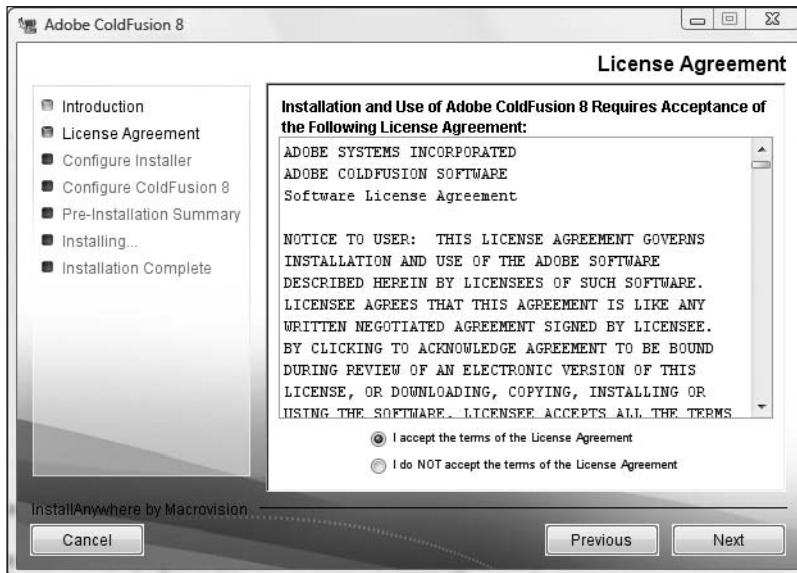 Adobe ColdFusion 8
License Agreement
Introduction
License Agreement
Configure Installer
Configure ColdFusion 8
Pre-Installation Summary
Installing...
Installation Complete
Installation and Use of Adobe ColdFusion 8 Requires Acceptance of
the Following License Agreement:
ADOBE SYSTEMS INCORPORATED
ADOBE COLDFUSION SOFTWARE
Software License Agreement
NOTICE TO USER: THIS LICENSE AGREEMENT GOVERNS
INSTALLATION AND USE OF THE ADOBE SOFTWARE
DESCRIBED HEREIN BY LICENSEES OF SUCH SOFTWARE.
LICENSEE AGREES THAT THIS AGREEMENT IS LIKE ANY
WRITTEN NEGOTIATED AGREEMENT SIGNED BY LICENSEE.
BY CLICKING TO ACKNOWLEDGE AGREEMENT TO BE BOUND
DURING REVIEW OF AN ELECTRONIC VERSION OF THIS
LICENSE, OR DOWNLOADING, COPYING, INSTALLING OR
USING THE SOFTWARE, LICENSEE ACCEPTS ALL THE TERMS
I accept the terms of the License Agreement
I do NOT accept the terms of the License Agreement
InstallAnywhere by Macrovision
Cancel
Previous
Next